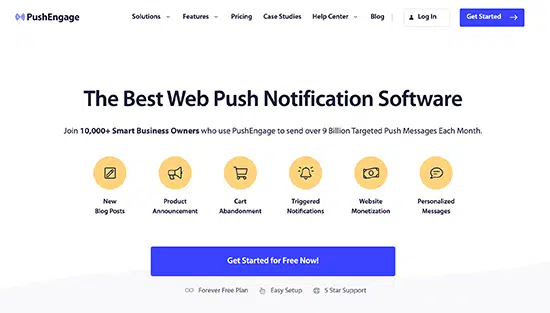 PushEngage Solutions Features Pricing Case Studies Help Center Blog Log In Get Started
The Best Web Push Notification Software
Join 10,000+ Smart Business Owners who use PushEngage to send over 9 Billion Targeted Push Messages Each Month.
New Product Cart Triggered Website Personalized
Blog Posts Announcement Abandonment Notifications Monetization Messages
Get Started for Free Now!
Forever Free Plan Easy Setup 5 Star Support